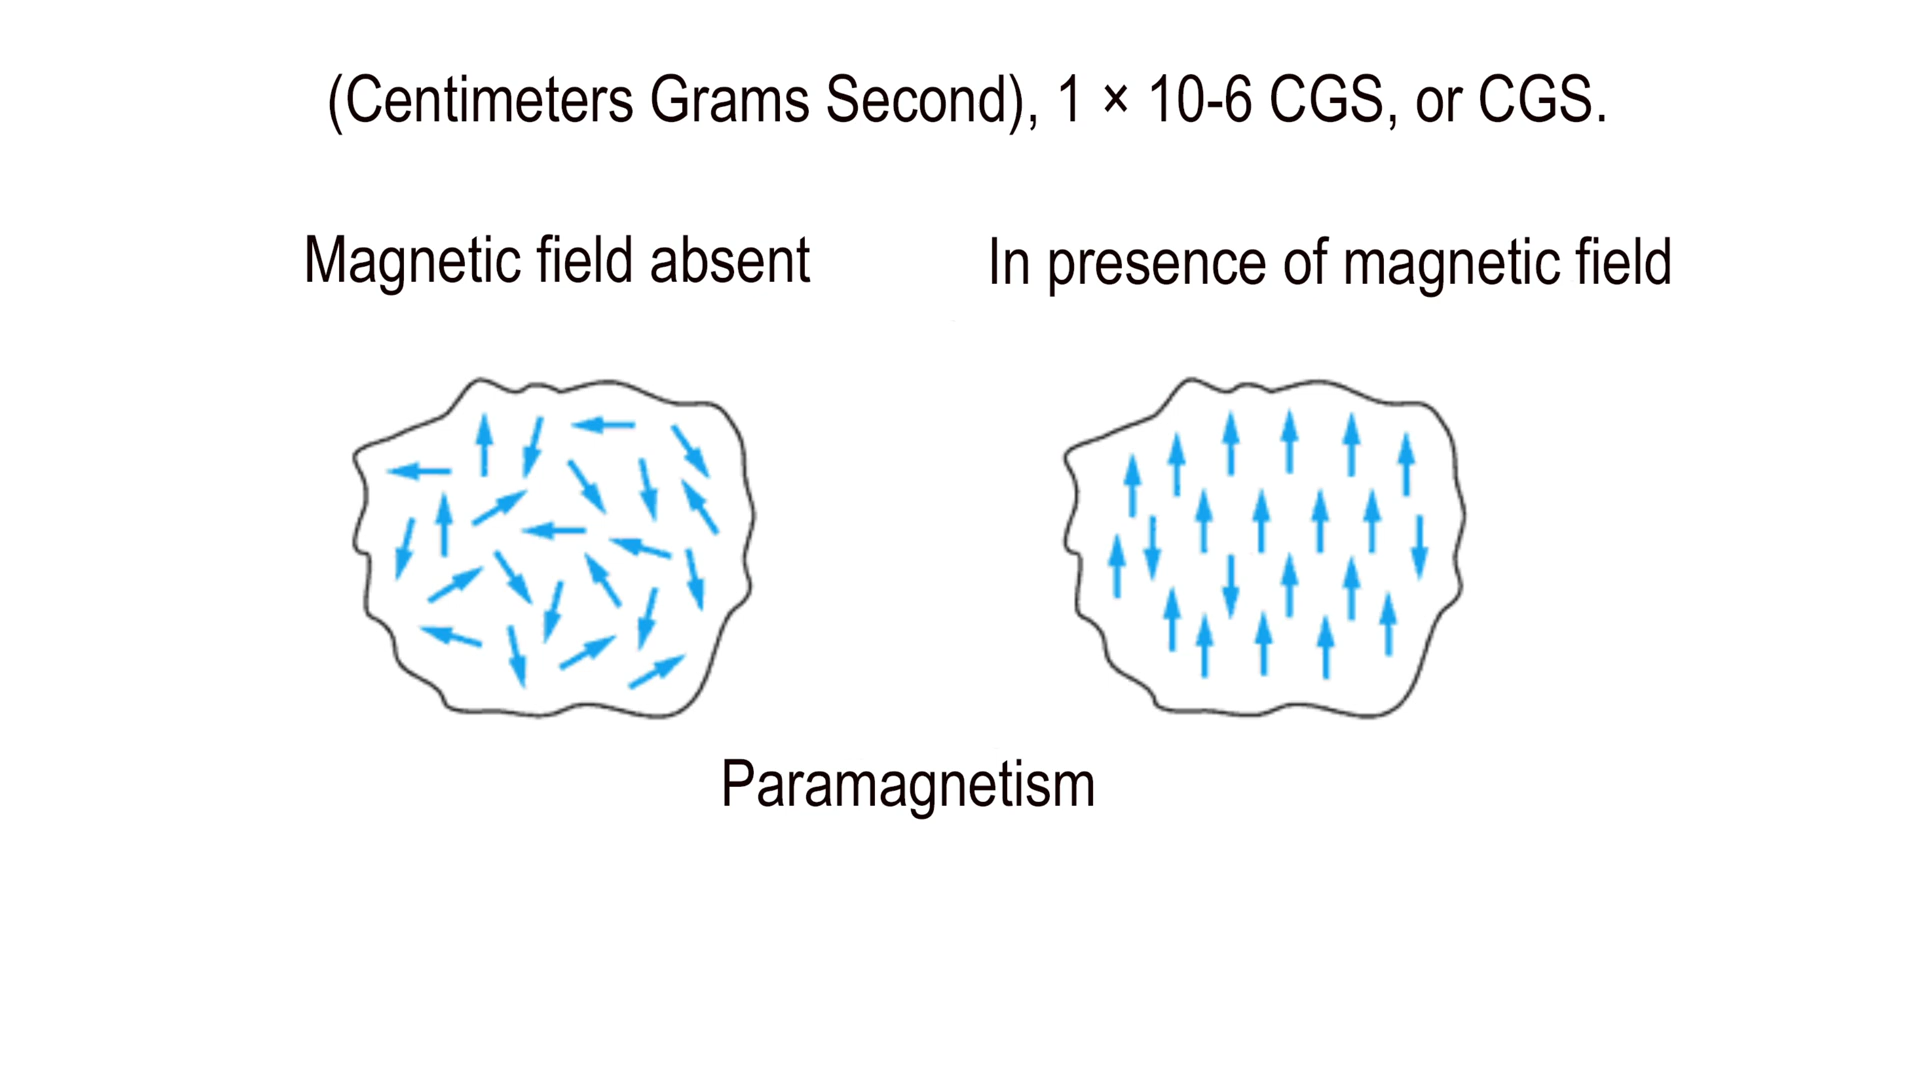 (Centimeters Grams Second), 1 × 10-6 CGS, or CGS.
Magnetic field absent
In presence of magnetic field
Paramagnetism